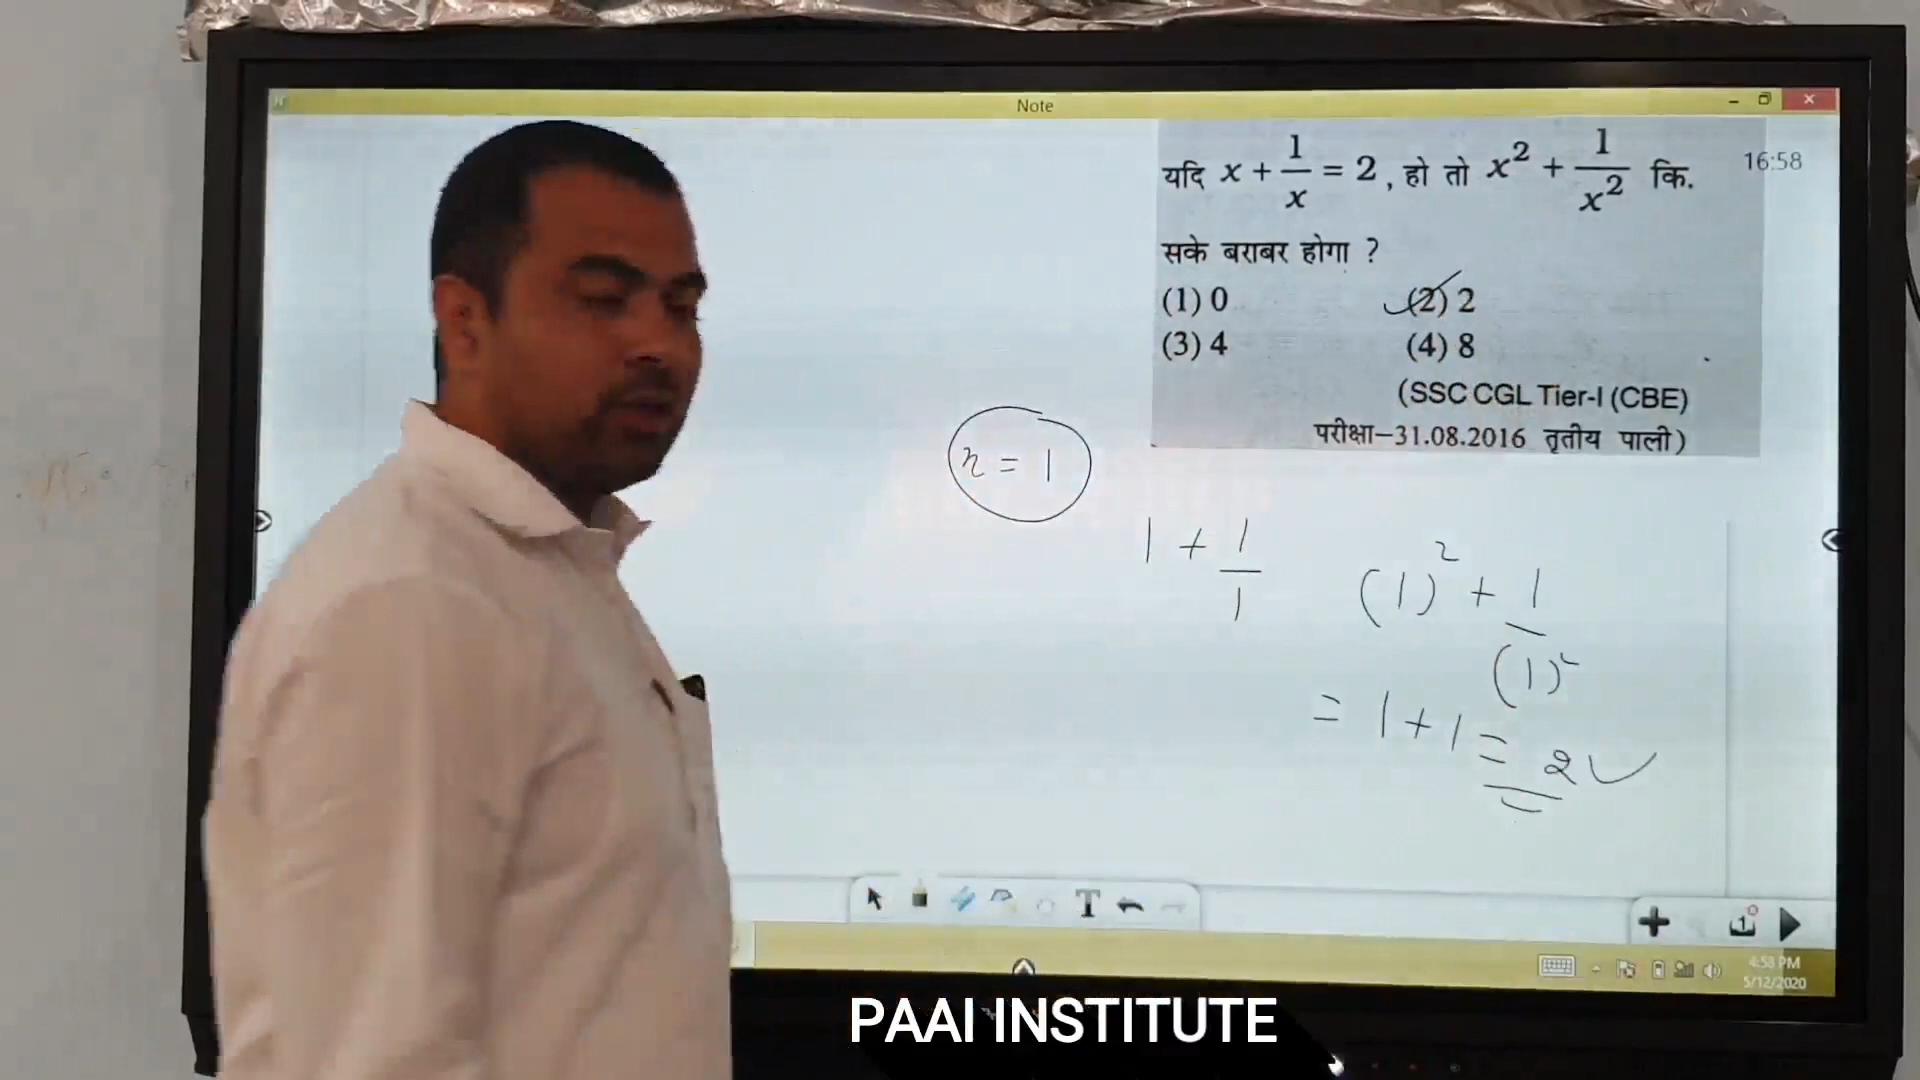 Note
16:58
यदि x + 1/x = 2, हो तो x² + 1/x² कि.
सके बराबर होगा ?
(1) 0 (2) 2
(3) 4 (4) 8
(SSC CGL Tier-I (CBE)
परीक्षा–31.08.2016 तृतीय पाली)
x = 1
1 + 1/1
(1)² + 1/(1)²
= 1 + 1 = 2
T
1
4:58 PM
5/12/2020
PAAI INSTITUTE